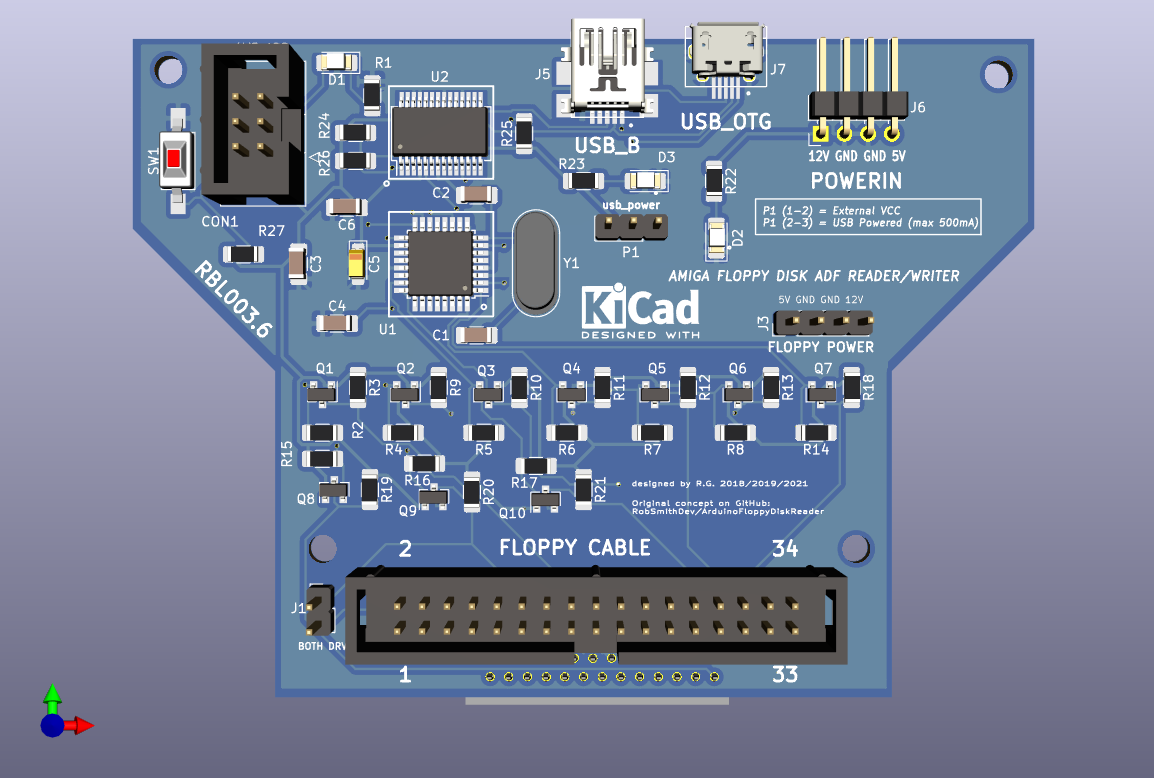 D1
R1
U2
J5
J7
J6
R24
R25
R26
SW1
USB_B
USB_OTG
12V GND GND 5V
POWERIN
R23
D3
R22
C2
CON1
C6
usb_power
P1 (1-2) = External VCC
P1 (2-3) = USB Powered (max 500mA)
R27
P1
D2
C3
C5
Y1
AMIGA FLOPPY DISK ADF READER/WRITER
RBL003.6
KiCad
DESIGNED WITH
5V GND GND 12V
C4
U1
C1
J3
FLOPPY POWER
Q1
R3
Q2
R9
Q3
R10
Q4
R11
Q5
R12
Q6
R13
Q7
R18
R15
R2
R4
R5
R6
R7
R8
R14
Q8
R19
R16
Q9
R20
R17
Q10
R21
designed by R.G. 2018/2019/2021
Original concept on GitHub:
RobSmithDev/ArduinoFloppyDiskReader
2
FLOPPY CABLE
34
J1
BOTH DRV
1
33